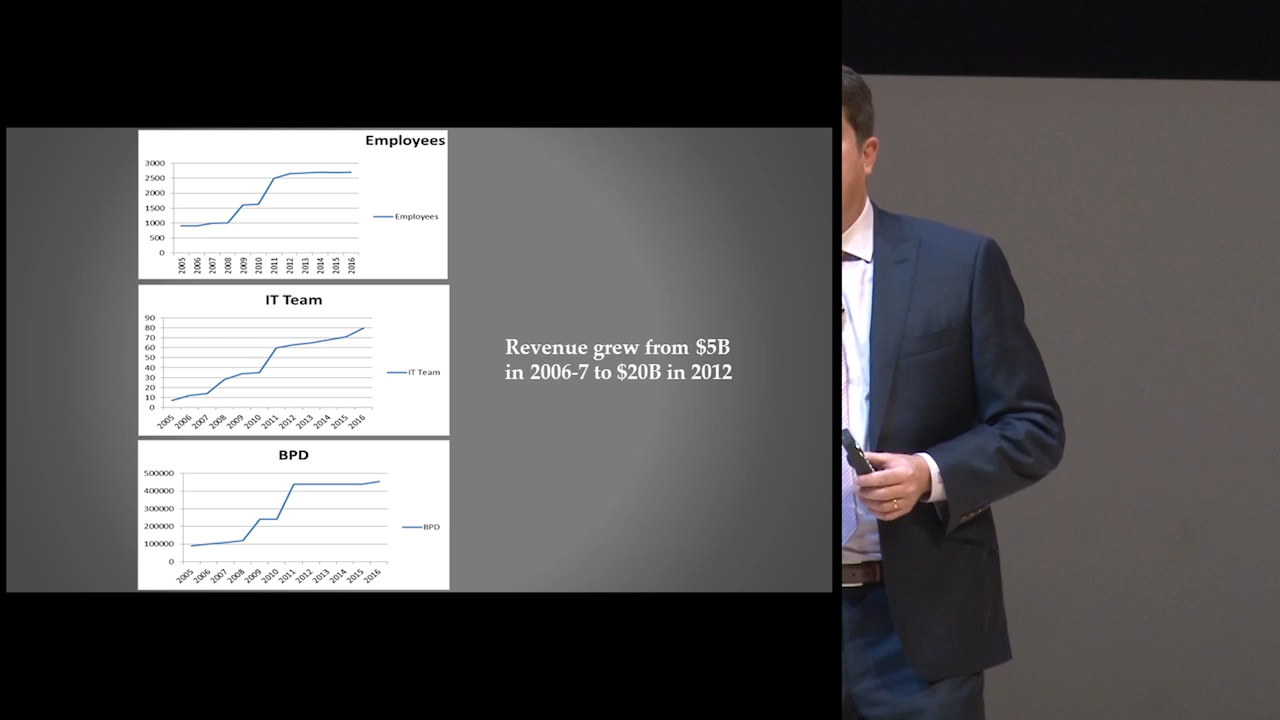 Employees
3000
2500
2000
1500
1000
500
0
2005 2006 2007 2008 2009 2010 2011 2012 2013 2014 2015 2016
Employees
IT Team
90
80
70
60
50
40
30
20
10
0
2005 2006 2007 2008 2009 2010 2011 2012 2013 2014 2015 2016
IT Team
BPD
500000
400000
300000
200000
100000
0
2005 2006 2007 2008 2009 2010 2011 2012 2013 2014 2015 2016
BPD
Revenue grew from $5B
in 2006-7 to $20B in 2012